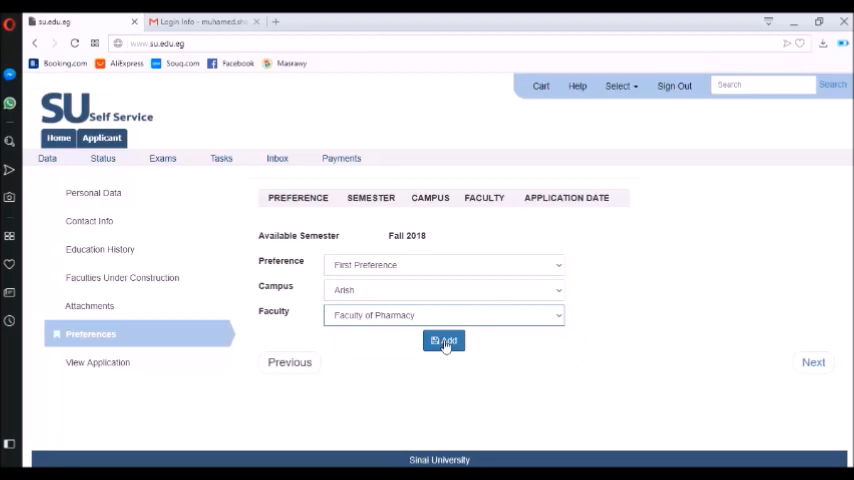 su.edu.eg
Login Info - muhamed.sho
www.su.edu.eg
Booking.com AliExpress Souq.com Facebook Masrawy
Cart Help Select Sign Out Search Search
SU Self Service
Home Applicant
Data Status Exams Tasks Inbox Payments
Personal Data
Contact Info
Education History
Faculties Under Construction
Attachments
Preferences
View Application
PREFERENCE SEMESTER CAMPUS FACULTY APPLICATION DATE
Available Semester Fall 2018
Preference First Preference
Campus Arish
Faculty Faculty of Pharmacy
Add
Previous Next
Sinai University